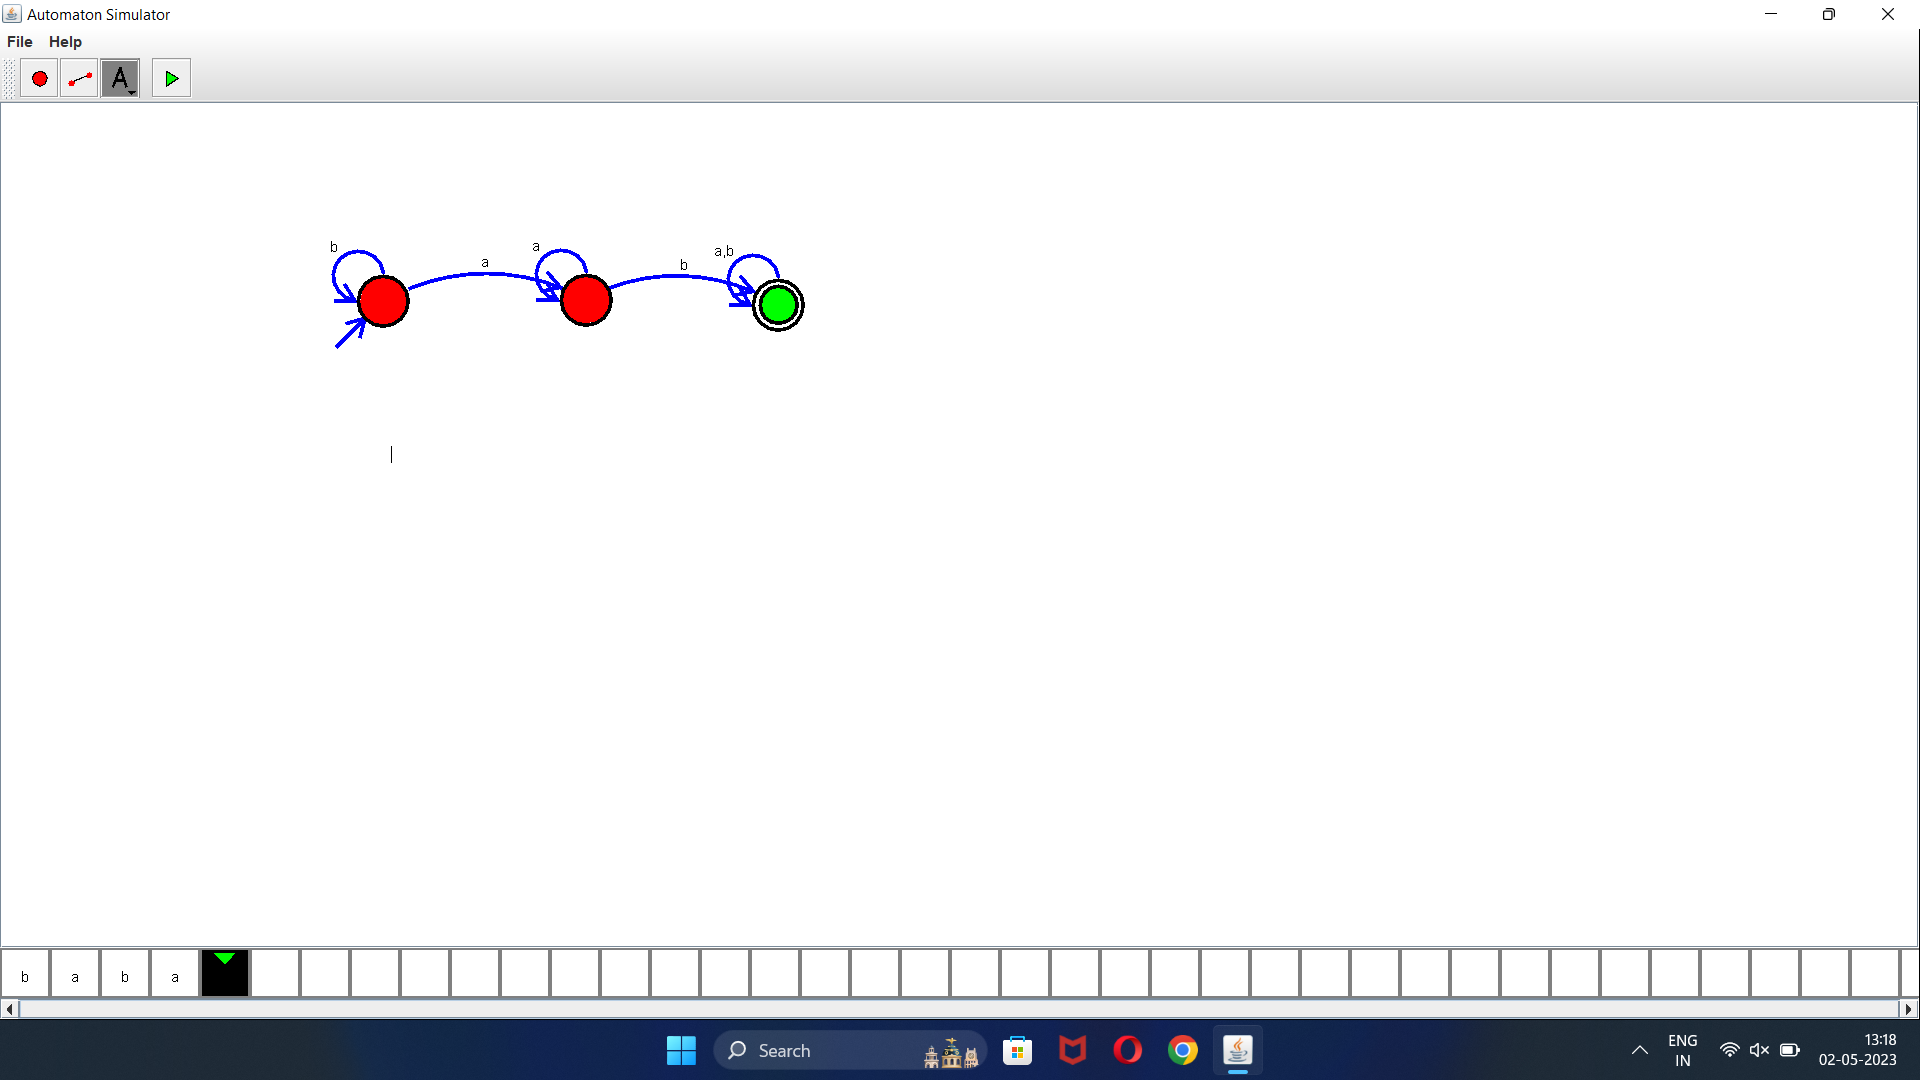 Automaton Simulator
File Help
A
b
a
a
b
a,b
b a b a
Search
ENG
IN
13:18
02-05-2023